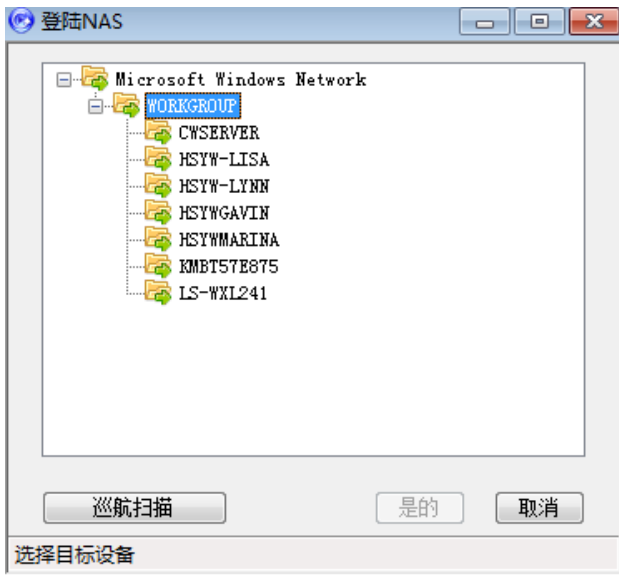 登陆NAS
Microsoft Windows Network
WORKGROUP
CWSERVER
HSYW-LISA
HSYW-LYNN
HSYWGAVIN
HSYWMARINA
KMBT57E875
LS-WXL241
巡航扫描
是的
取消
选择目标设备